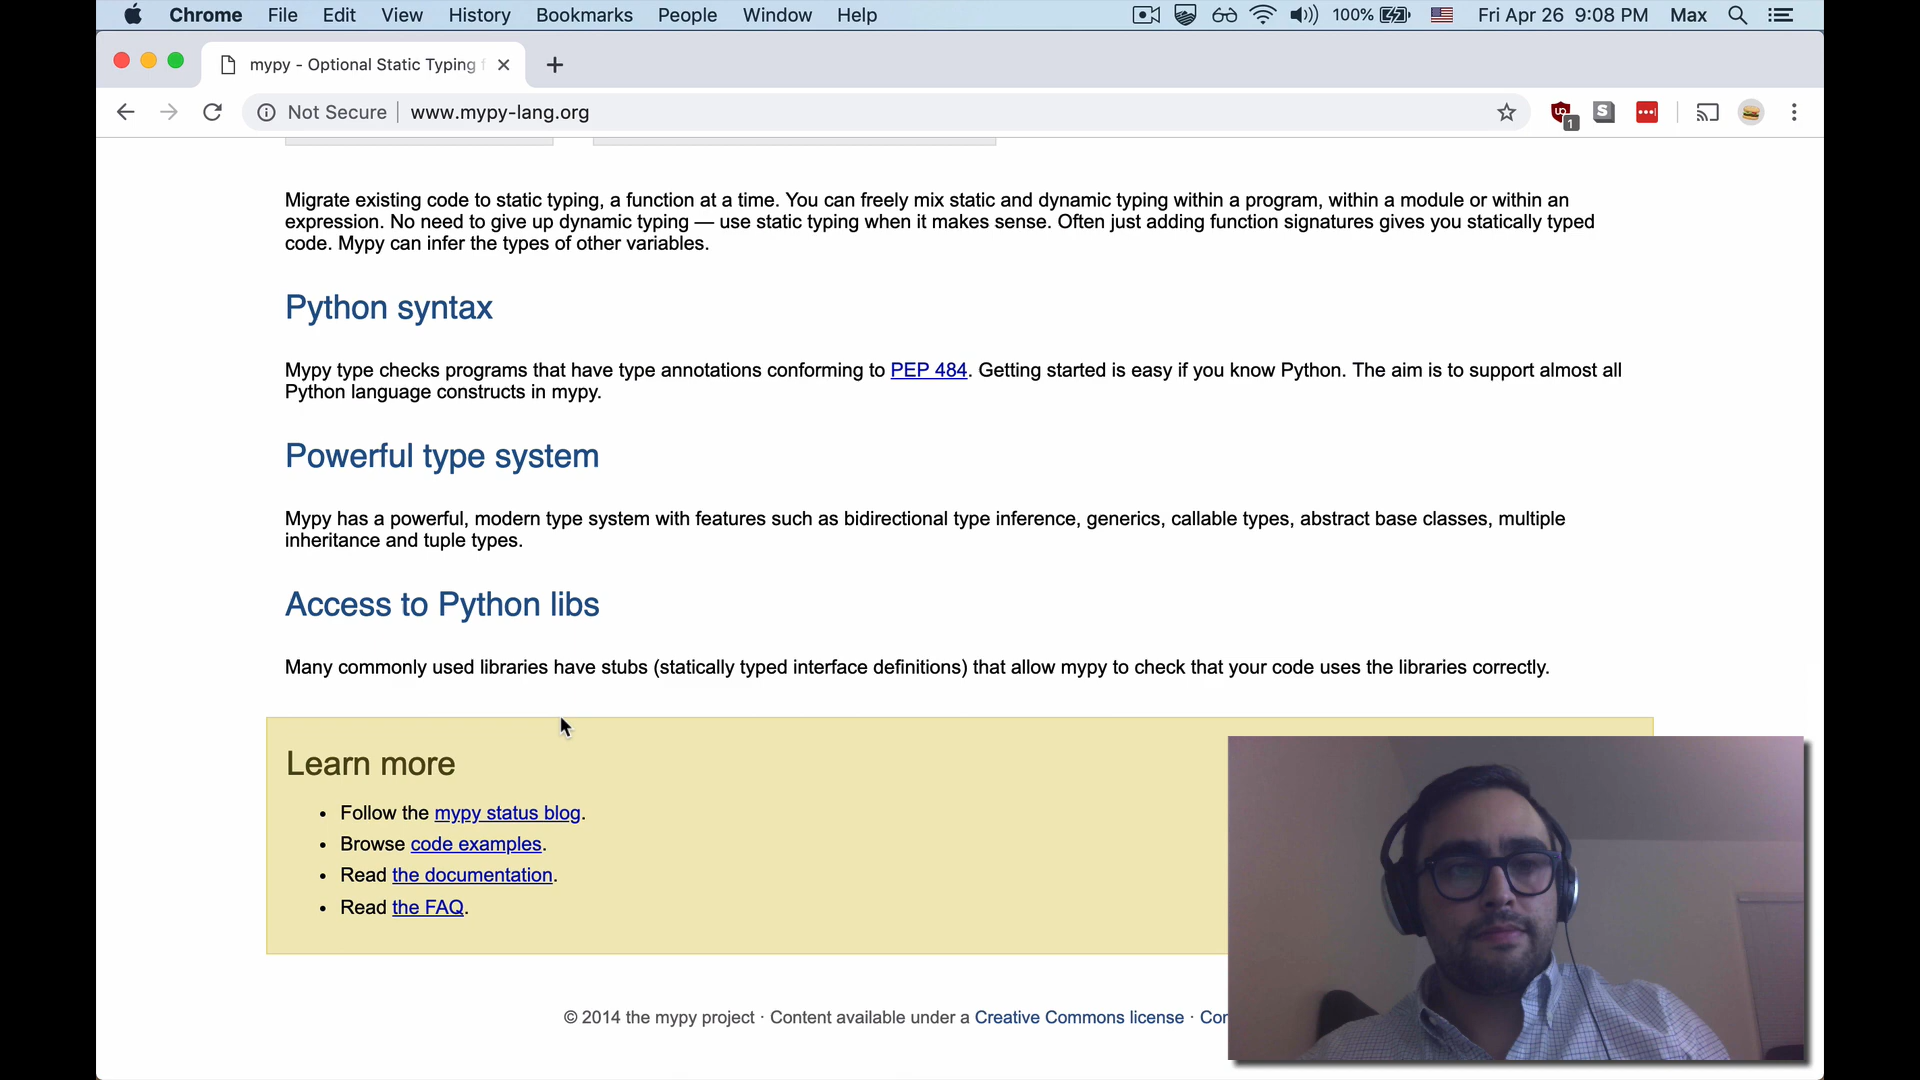 Chrome File Edit View History Bookmarks People Window Help 100% Fri Apr 26 9:08 PM Max
mypy - Optional Static Typing
Not Secure www.mypy-lang.org
1
Migrate existing code to static typing, a function at a time. You can freely mix static and dynamic typing within a program, within a module or within an
expression. No need to give up dynamic typing — use static typing when it makes sense. Often just adding function signatures gives you statically typed
code. Mypy can infer the types of other variables.
Python syntax
Mypy type checks programs that have type annotations conforming to PEP 484. Getting started is easy if you know Python. The aim is to support almost all
Python language constructs in mypy.
Powerful type system
Mypy has a powerful, modern type system with features such as bidirectional type inference, generics, callable types, abstract base classes, multiple
inheritance and tuple types.
Access to Python libs
Many commonly used libraries have stubs (statically typed interface definitions) that allow mypy to check that your code uses the libraries correctly.
Learn more
• Follow the mypy status blog.
• Browse code examples.
• Read the documentation.
• Read the FAQ.
© 2014 the mypy project · Content available under a Creative Commons license ·